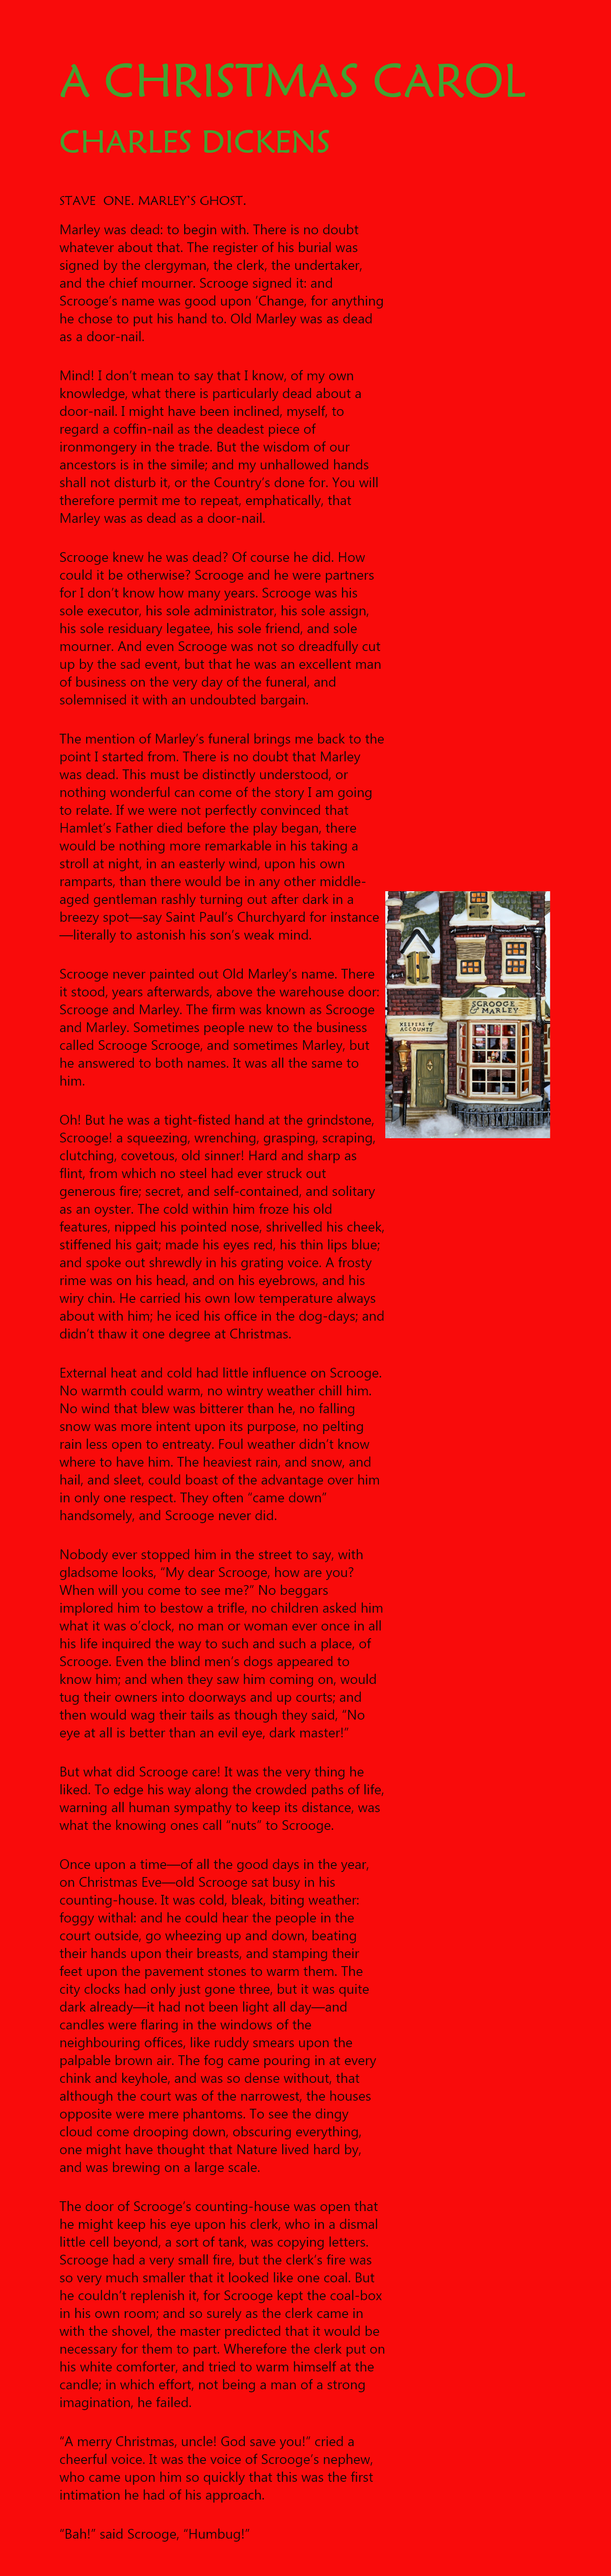 A CHRISTMAS CAROL
CHARLES DICKENS
STAVE ONE. MARLEY'S GHOST.
Marley was dead: to begin with. There is no doubt
whatever about that. The register of his burial was
signed by the clergyman, the clerk, the undertaker,
and the chief mourner. Scrooge signed it: and
Scrooge's name was good upon 'Change, for anything
he chose to put his hand to. Old Marley was as dead
as a door-nail.
Mind! I don't mean to say that I know, of my own
knowledge, what there is particularly dead about a
door-nail. I might have been inclined, myself, to
regard a coffin-nail as the deadest piece of
ironmongery in the trade. But the wisdom of our
ancestors is in the simile; and my unhallowed hands
shall not disturb it, or the Country's done for. You will
therefore permit me to repeat, emphatically, that
Marley was as dead as a door-nail.
Scrooge knew he was dead? Of course he did. How
could it be otherwise? Scrooge and he were partners
for I don't know how many years. Scrooge was his
sole executor, his sole administrator, his sole assign,
his sole residuary legatee, his sole friend, and sole
mourner. And even Scrooge was not so dreadfully cut
up by the sad event, but that he was an excellent man
of business on the very day of the funeral, and
solemnised it with an undoubted bargain.
The mention of Marley's funeral brings me back to the
point I started from. There is no doubt that Marley
was dead. This must be distinctly understood, or
nothing wonderful can come of the story I am going
to relate. If we were not perfectly convinced that
Hamlet's Father died before the play began, there
would be nothing more remarkable in his taking a
stroll at night, in an easterly wind, upon his own
ramparts, than there would be in any other middle-
aged gentleman rashly turning out after dark in a
breezy spot—say Saint Paul's Churchyard for instance
—literally to astonish his son's weak mind.
Scrooge never painted out Old Marley's name. There
it stood, years afterwards, above the warehouse door:
Scrooge and Marley. The firm was known as Scrooge
and Marley. Sometimes people new to the business
called Scrooge Scrooge, and sometimes Marley, but
he answered to both names. It was all the same to
him.
SCROOGE
& MARLEY
KEEPERS of
ACCOUNTS
Oh! But he was a tight-fisted hand at the grindstone,
Scrooge! a squeezing, wrenching, grasping, scraping,
clutching, covetous, old sinner! Hard and sharp as
flint, from which no steel had ever struck out
generous fire; secret, and self-contained, and solitary
as an oyster. The cold within him froze his old
features, nipped his pointed nose, shrivelled his cheek,
stiffened his gait; made his eyes red, his thin lips blue;
and spoke out shrewdly in his grating voice. A frosty
rime was on his head, and on his eyebrows, and his
wiry chin. He carried his own low temperature always
about with him; he iced his office in the dog-days; and
didn't thaw it one degree at Christmas.
External heat and cold had little influence on Scrooge.
No warmth could warm, no wintry weather chill him.
No wind that blew was bitterer than he, no falling
snow was more intent upon its purpose, no pelting
rain less open to entreaty. Foul weather didn't know
where to have him. The heaviest rain, and snow, and
hail, and sleet, could boast of the advantage over him
in only one respect. They often “came down”
handsomely, and Scrooge never did.
Nobody ever stopped him in the street to say, with
gladsome looks, “My dear Scrooge, how are you?
When will you come to see me?” No beggars
implored him to bestow a trifle, no children asked him
what it was o'clock, no man or woman ever once in all
his life inquired the way to such and such a place, of
Scrooge. Even the blind men's dogs appeared to
know him; and when they saw him coming on, would
tug their owners into doorways and up courts; and
then would wag their tails as though they said, “No
eye at all is better than an evil eye, dark master!”
But what did Scrooge care! It was the very thing he
liked. To edge his way along the crowded paths of life,
warning all human sympathy to keep its distance, was
what the knowing ones call “nuts” to Scrooge.
Once upon a time—of all the good days in the year,
on Christmas Eve—old Scrooge sat busy in his
counting-house. It was cold, bleak, biting weather:
foggy withal: and he could hear the people in the
court outside, go wheezing up and down, beating
their hands upon their breasts, and stamping their
feet upon the pavement stones to warm them. The
city clocks had only just gone three, but it was quite
dark already—it had not been light all day—and
candles were flaring in the windows of the
neighbouring offices, like ruddy smears upon the
palpable brown air. The fog came pouring in at every
chink and keyhole, and was so dense without, that
although the court was of the narrowest, the houses
opposite were mere phantoms. To see the dingy
cloud come drooping down, obscuring everything,
one might have thought that Nature lived hard by,
and was brewing on a large scale.
The door of Scrooge's counting-house was open that
he might keep his eye upon his clerk, who in a dismal
little cell beyond, a sort of tank, was copying letters.
Scrooge had a very small fire, but the clerk's fire was
so very much smaller that it looked like one coal. But
he couldn't replenish it, for Scrooge kept the coal-box
in his own room; and so surely as the clerk came in
with the shovel, the master predicted that it would be
necessary for them to part. Wherefore the clerk put on
his white comforter, and tried to warm himself at the
candle; in which effort, not being a man of a strong
imagination, he failed.
“A merry Christmas, uncle! God save you!” cried a
cheerful voice. It was the voice of Scrooge's nephew,
who came upon him so quickly that this was the first
intimation he had of his approach.
“Bah!” said Scrooge, “Humbug!”